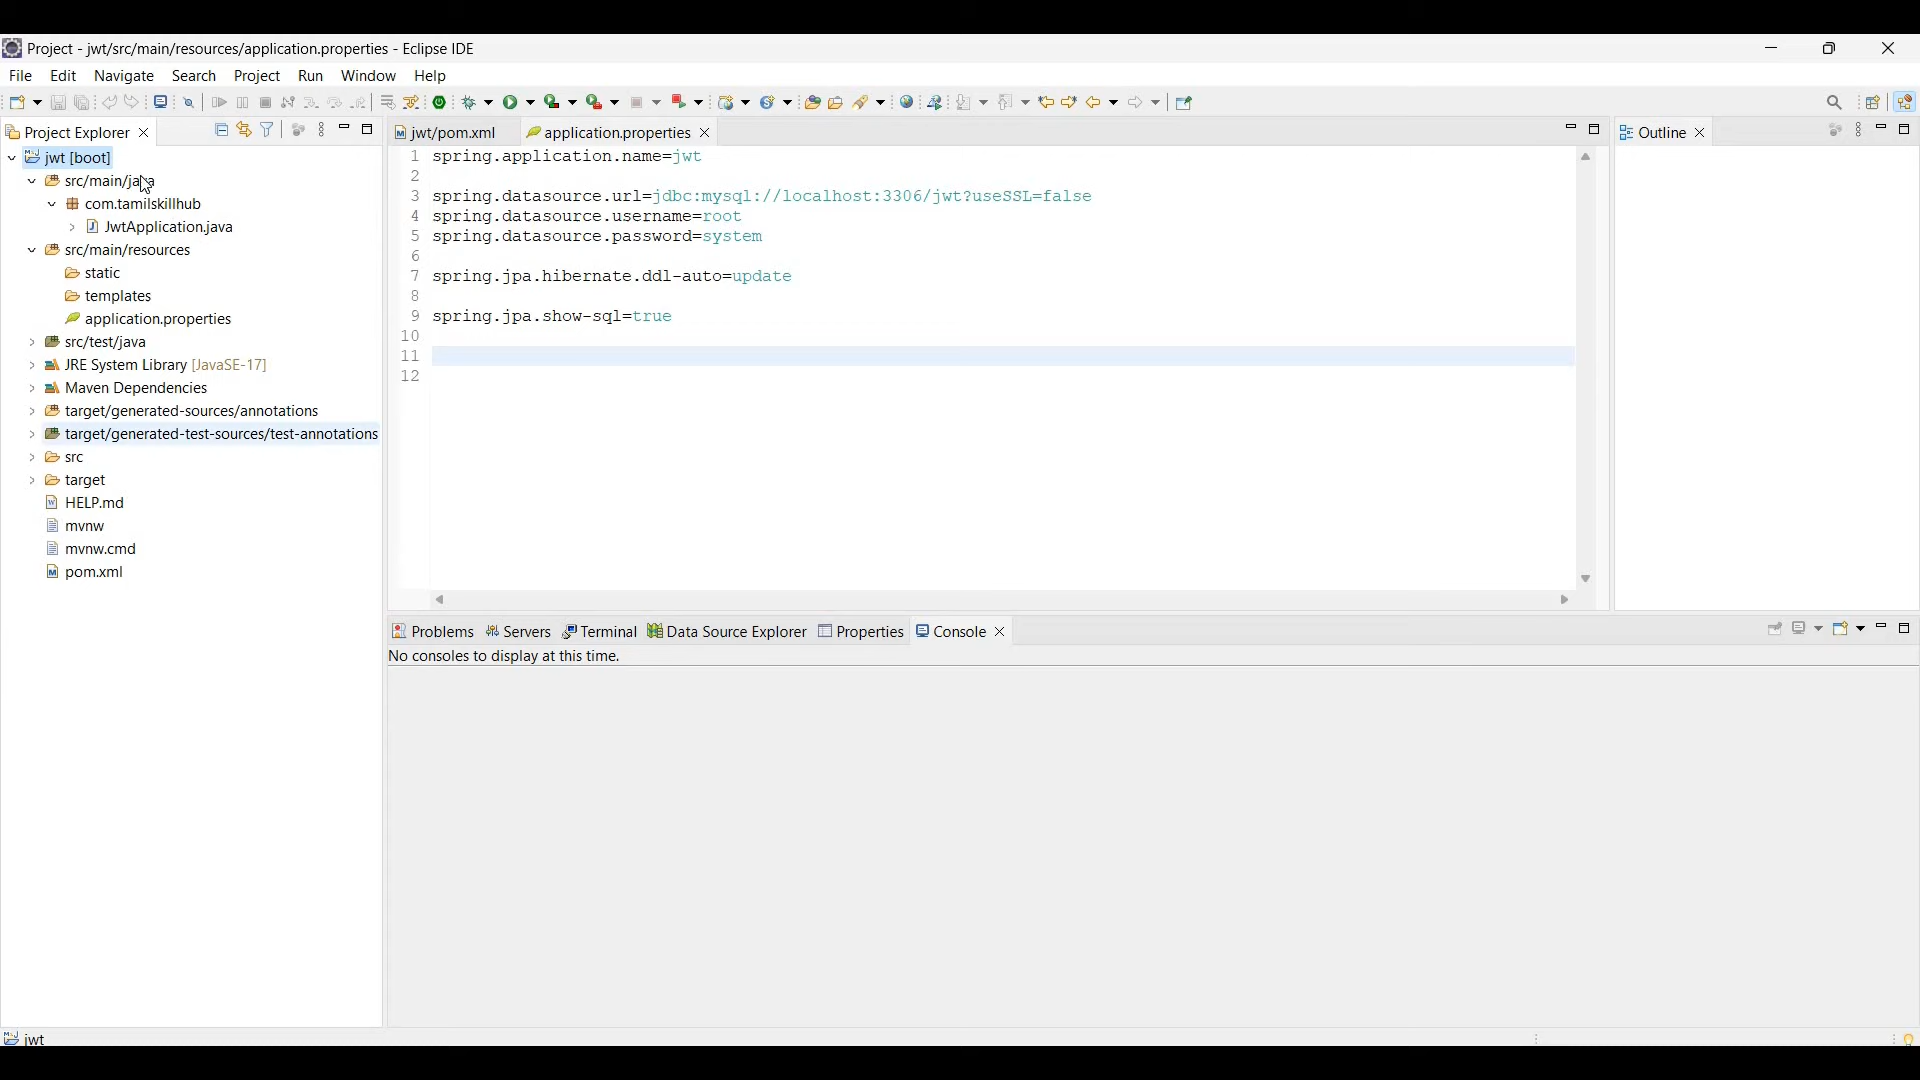 Project - jwt/src/main/resources/application.properties - Eclipse IDE
File Edit Navigate Search Project Run Window Help
Project Explorer
jwt [boot]
src/main/java
com.tamilskillhub
JwtApplication.java
src/main/resources
static
templates
application.properties
src/test/java
JRE System Library [JavaSE-17]
Maven Dependencies
target/generated-sources/annotations
target/generated-test-sources/test-annotations
src
target
HELP.md
mvnw
mvnw.cmd
pom.xml
jwt/pom.xml application.properties
1 spring.application.name=jwt
2
3 spring.datasource.url=jdbc:mysql://localhost:3306/jwt?useSSL=false
4 spring.datasource.username=root
5 spring.datasource.password=system
6
7 spring.jpa.hibernate.ddl-auto=update
8
9 spring.jpa.show-sql=true
10
11
12
Outline
Problems Servers Terminal Data Source Explorer Properties Console
No consoles to display at this time.
jwt